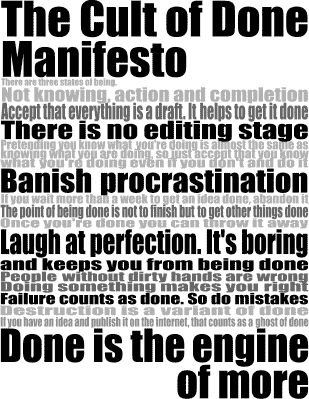 The Cult of Done
Manifesto
There are three states of being.
Not knowing, action and completion
Accept that everything is a draft. It helps to get it done
There is no editing stage
Pretending you know what you're doing is almost the same as
knowing what you are doing, so just accept that you know
what you're doing even if you don't and do it
Banish procrastination
If you wait more than a week to get an idea done, abandon it
The point of being done is not to finish but to get other things done
Once you're done you can throw it away
Laugh at perfection. It's boring
and keeps you from being done
People without dirty hands are wrong
Doing something makes you right
Failure counts as done. So do mistakes
Destruction is a variant of done
If you have an idea and publish it on the internet, that counts as a ghost of done
Done is the engine
of more